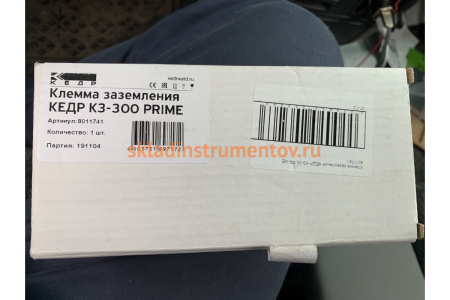 КЕДР
kedrweld.ru
Клемма заземления
КЕДР КЗ-300 PRIME
Артикул:8011741
Количество: 1 шт.
Партия: 191104
skladinstrumentov.ru